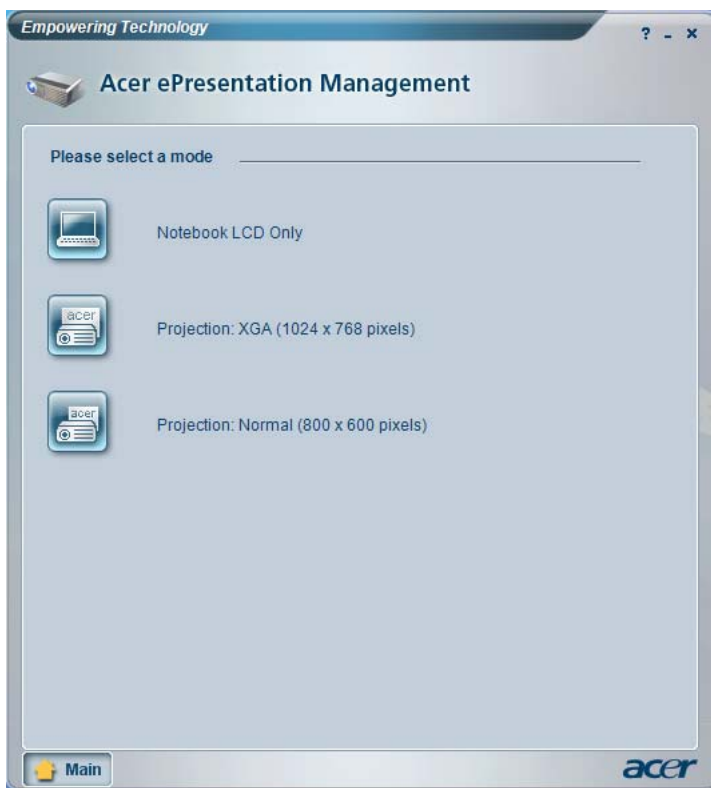 Empowering Technology
? - x
Acer ePresentation Management
Please select a mode
Notebook LCD Only
acer
Projection: XGA (1024 x 768 pixels)
acer
Projection: Normal (800 x 600 pixels)
Main
acer